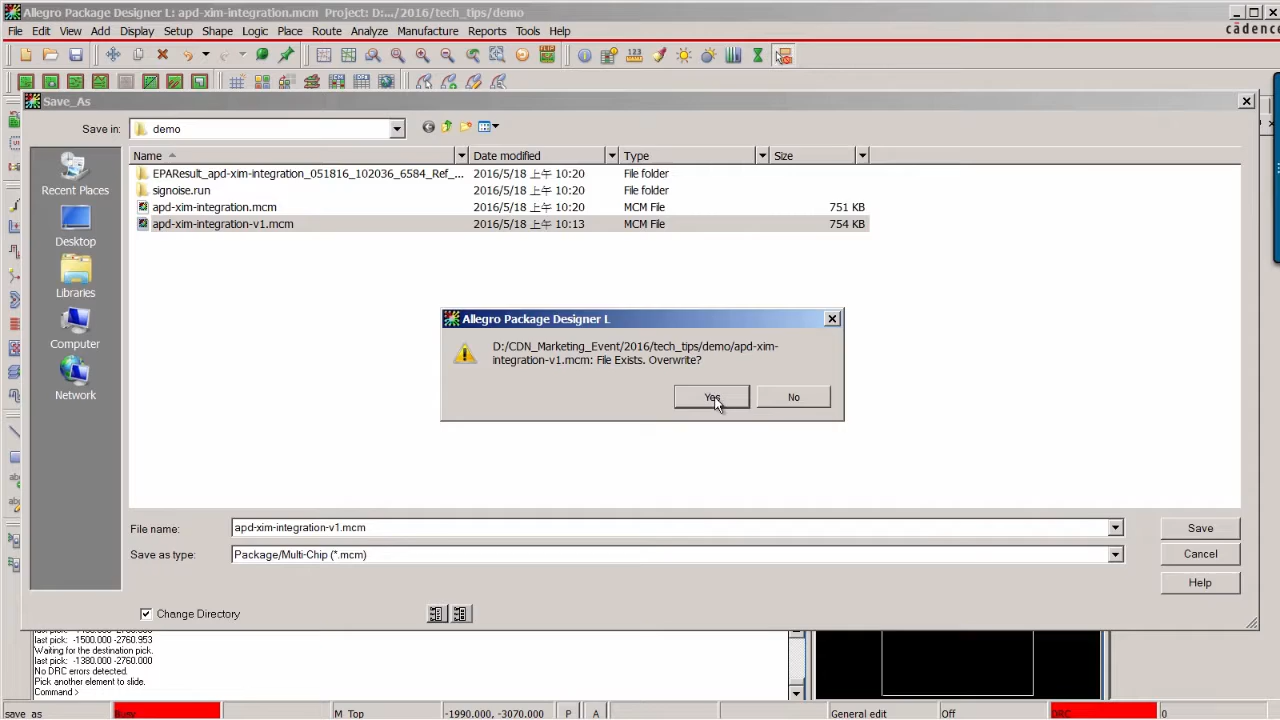 Allegro Package Designer L: apd-xim-integration.mcm Project: D:.../2016/tech_tips/demo
File Edit View Add Display Setup Shape Logic Place Route Analyze Manufacture Reports Tools Help
cādence
Save_As
Save in: demo
Name Date modified Type Size
EPAResult_apd-xim-integration_051816_102036_6584_Ref_... 2016/5/18 上午 10:20 File folder
signoise.run 2016/5/18 上午 10:20 File folder
apd-xim-integration.mcm 2016/5/18 上午 10:20 MCM File 751 KB
apd-xim-integration-v1.mcm 2016/5/18 上午 10:13 MCM File 754 KB
Recent Places
Desktop
Libraries
Computer
Network
Allegro Package Designer L
D:/CDN_Marketing_Event/2016/tech_tips/demo/apd-xim-
integration-v1.mcm: File Exists. Overwrite?
Yes No
File name: apd-xim-integration-v1.mcm Save
Save as type: Package/Multi-Chip (*.mcm) Cancel
Help
Change Directory
last pick: -1500.000 -2760.953
Waiting for the destination pick.
last pick: -1380.000 -2760.000
No DRC errors detected.
Pick another element to slide.
Command >
save_as Busy M_Top -1990.000, -3070.000 P A General edit Off DRC 0